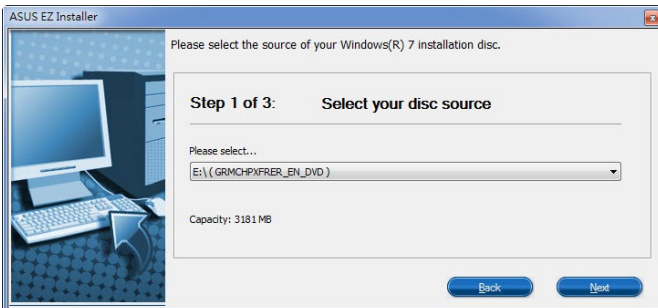 ASUS EZ Installer
Please select the source of your Windows(R) 7 installation disc.
Step 1 of 3: Select your disc source
Please select...
E:\ ( GRMCHPXFRER_EN_DVD )
Capacity: 3181 MB
Back Next